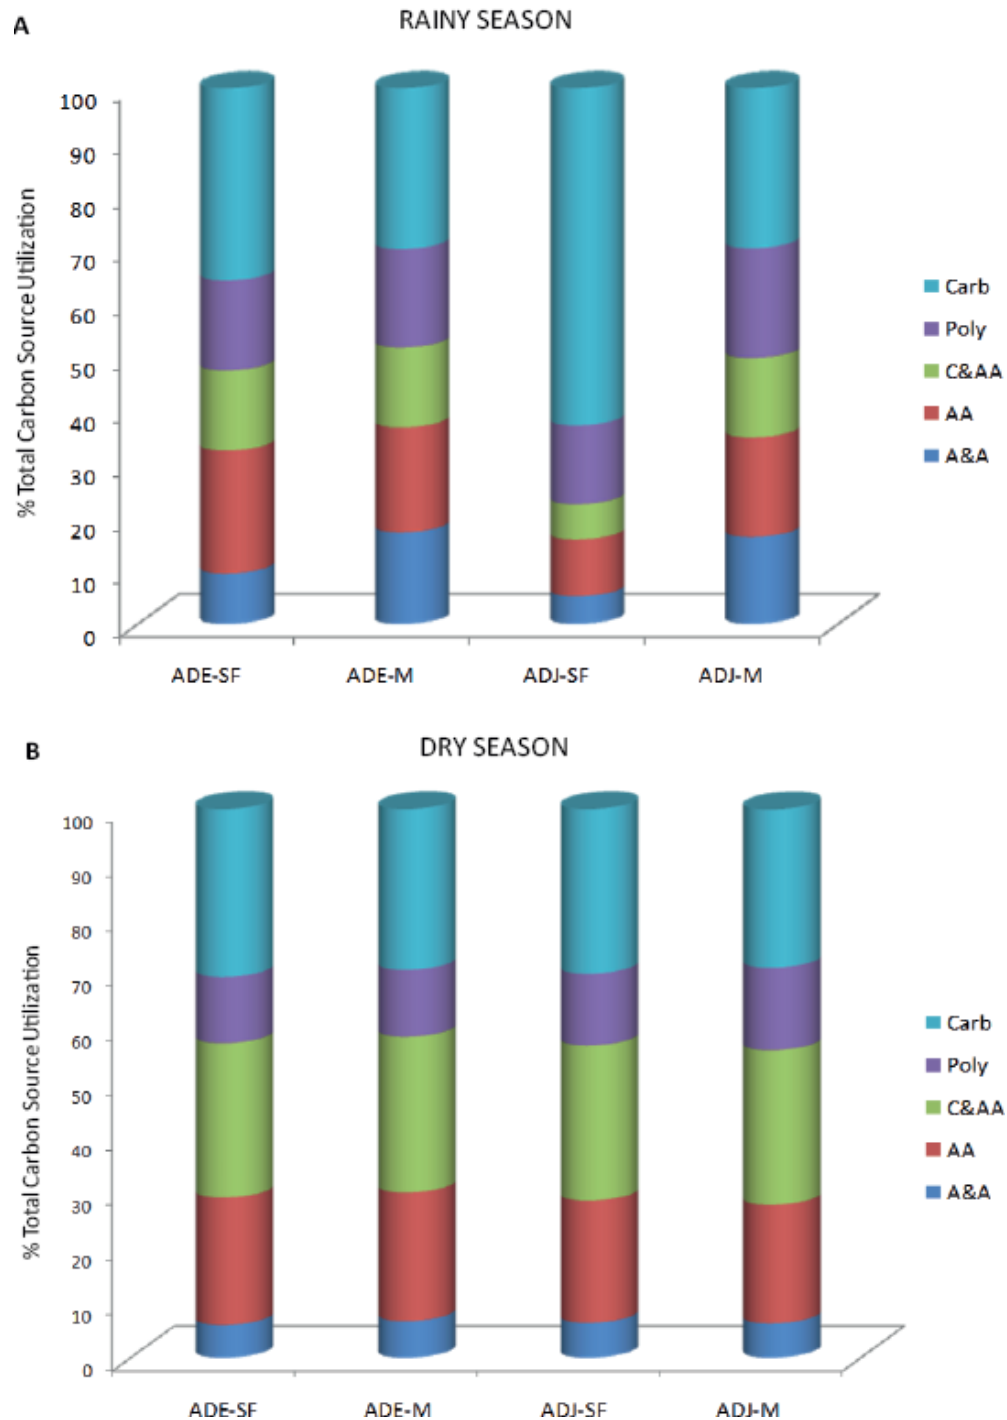 A
RAINY SEASON
% Total Carbon Source Utilization
100
90
80
70
60
50
40
30
20
10
0
ADE-SF
ADE-M
ADJ-SF
ADJ-M
Carb
Poly
C&AA
AA
A&A
B
DRY SEASON
% Total Carbon Source Utilization
100
90
80
70
60
50
40
30
20
10
0
ADE-SF
ADE-M
ADJ-SF
ADJ-M
Carb
Poly
C&AA
AA
A&A